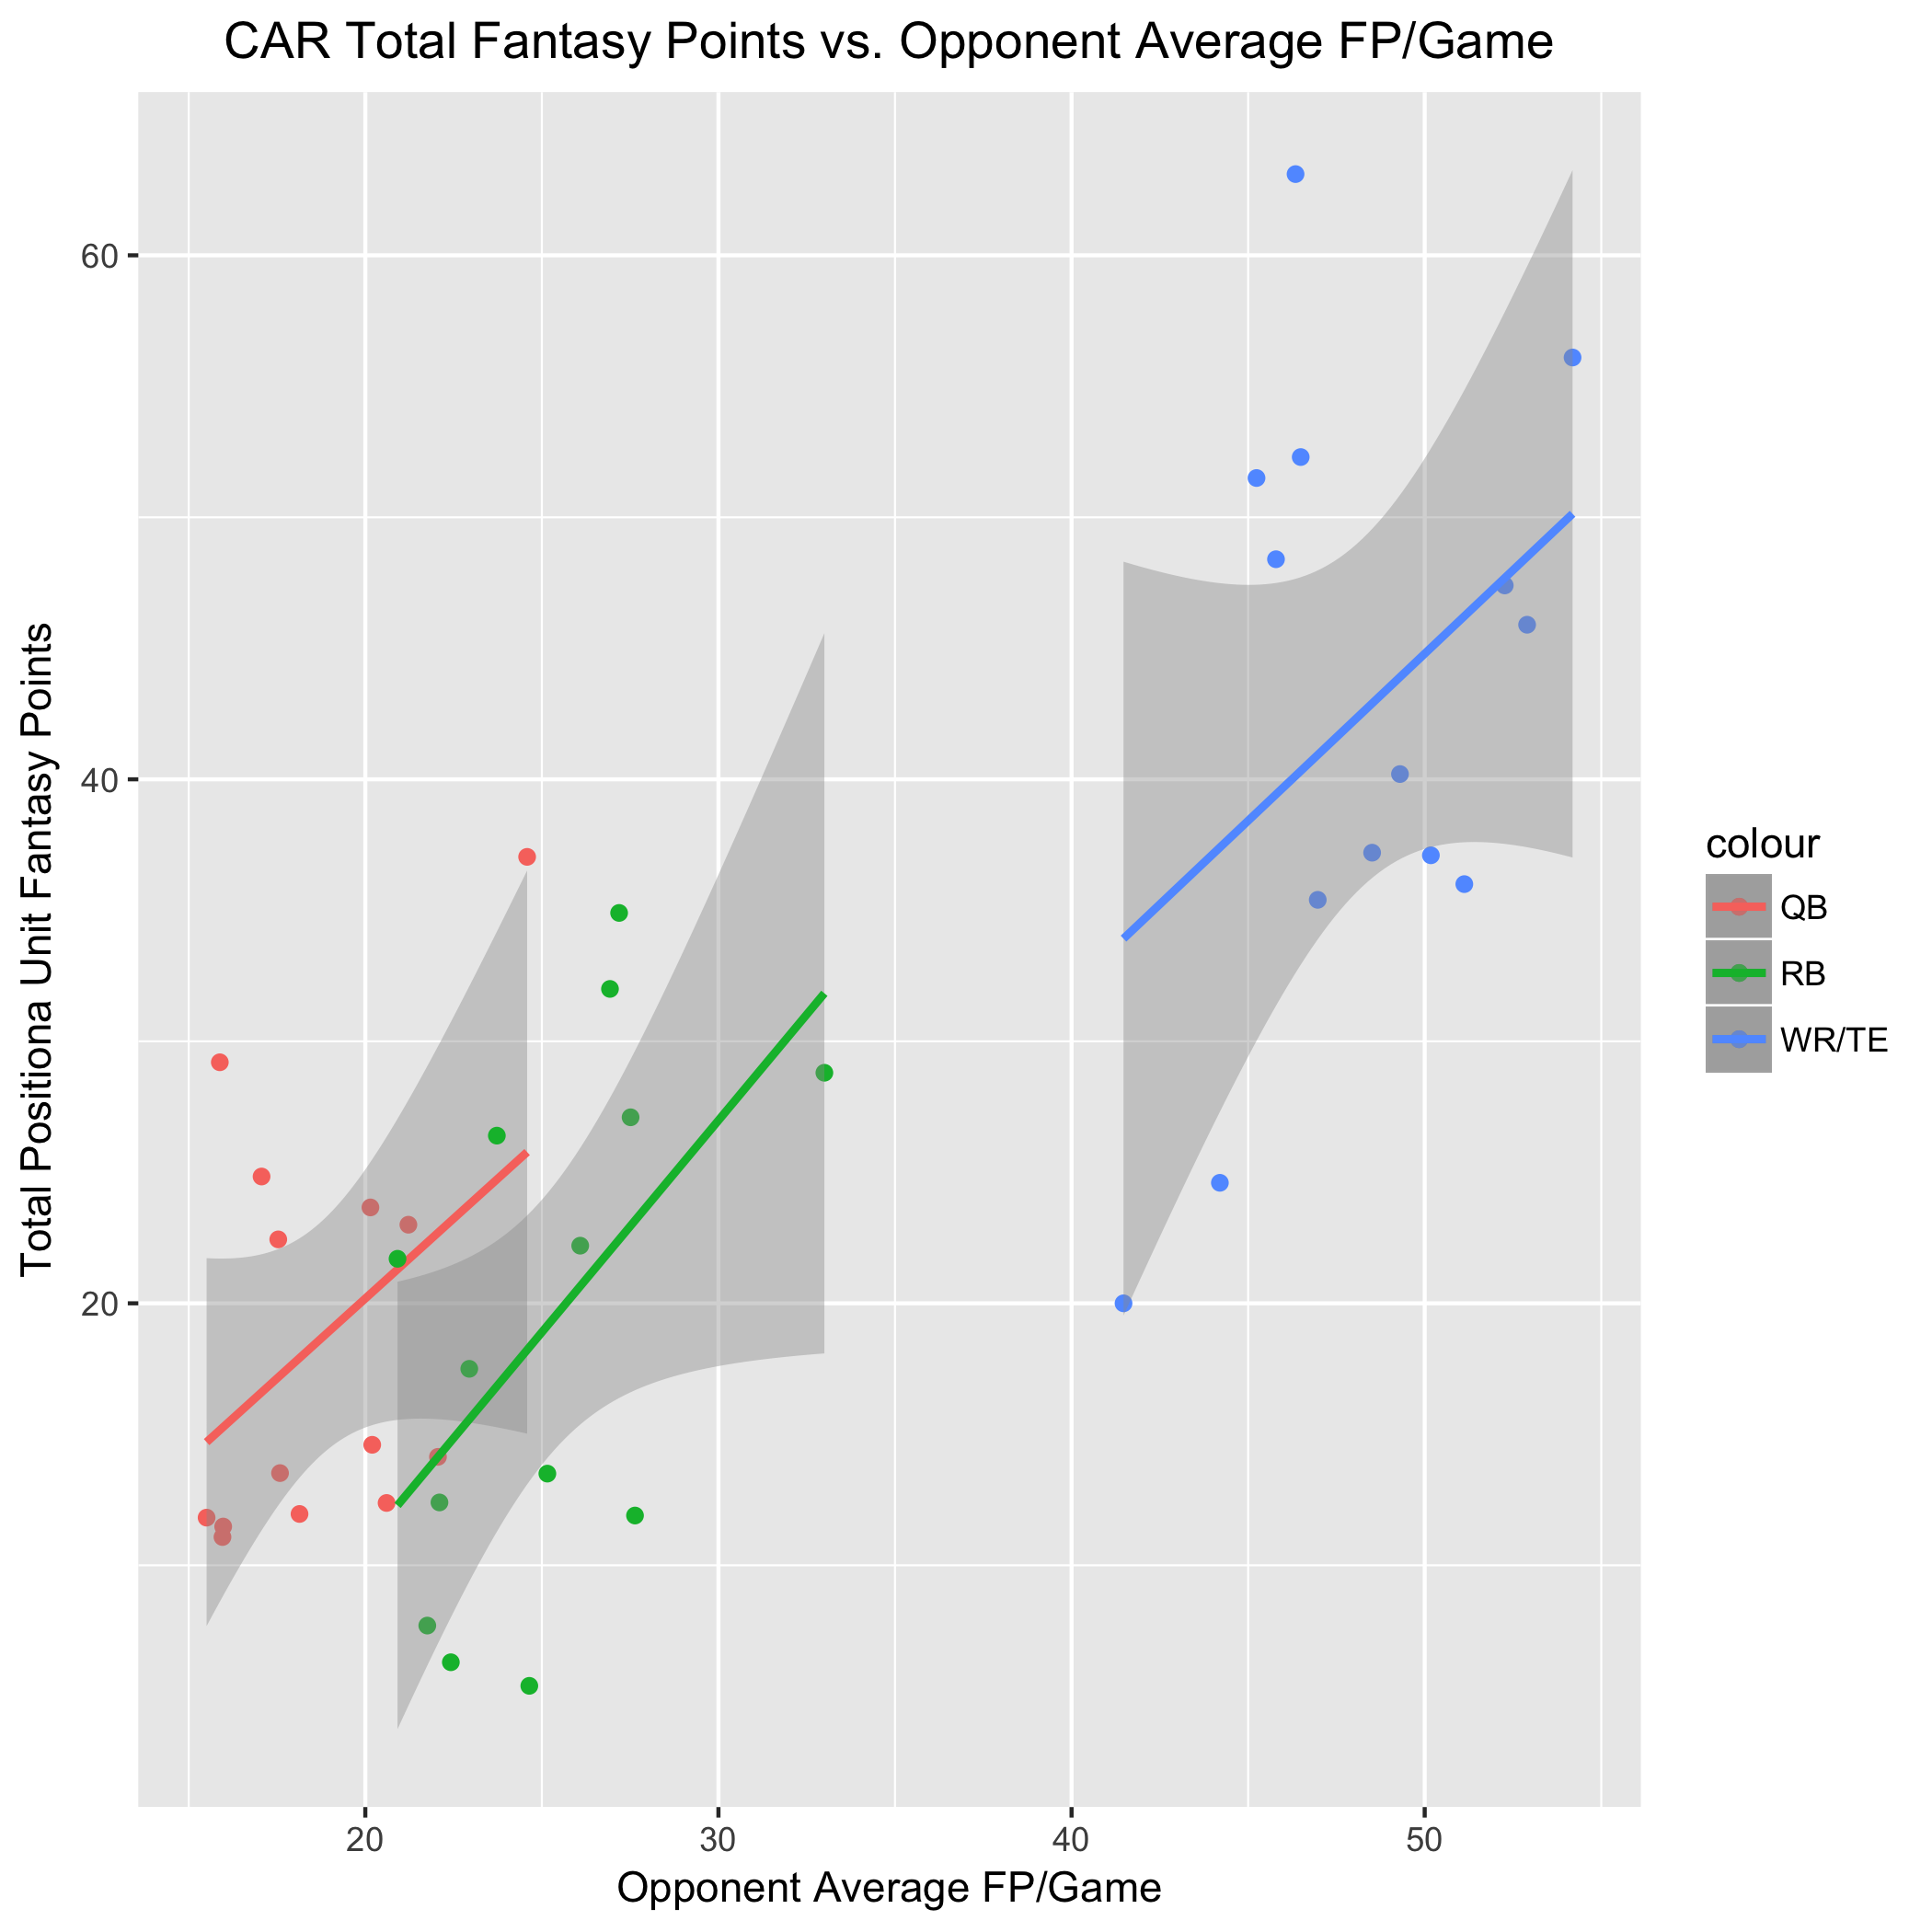 CAR Total Fantasy Points vs. Opponent Average FP/Game
Total Positiona Unit Fantasy Points
60
40
20
20
30
40
50
Opponent Average FP/Game
colour
QB
RB
WR/TE